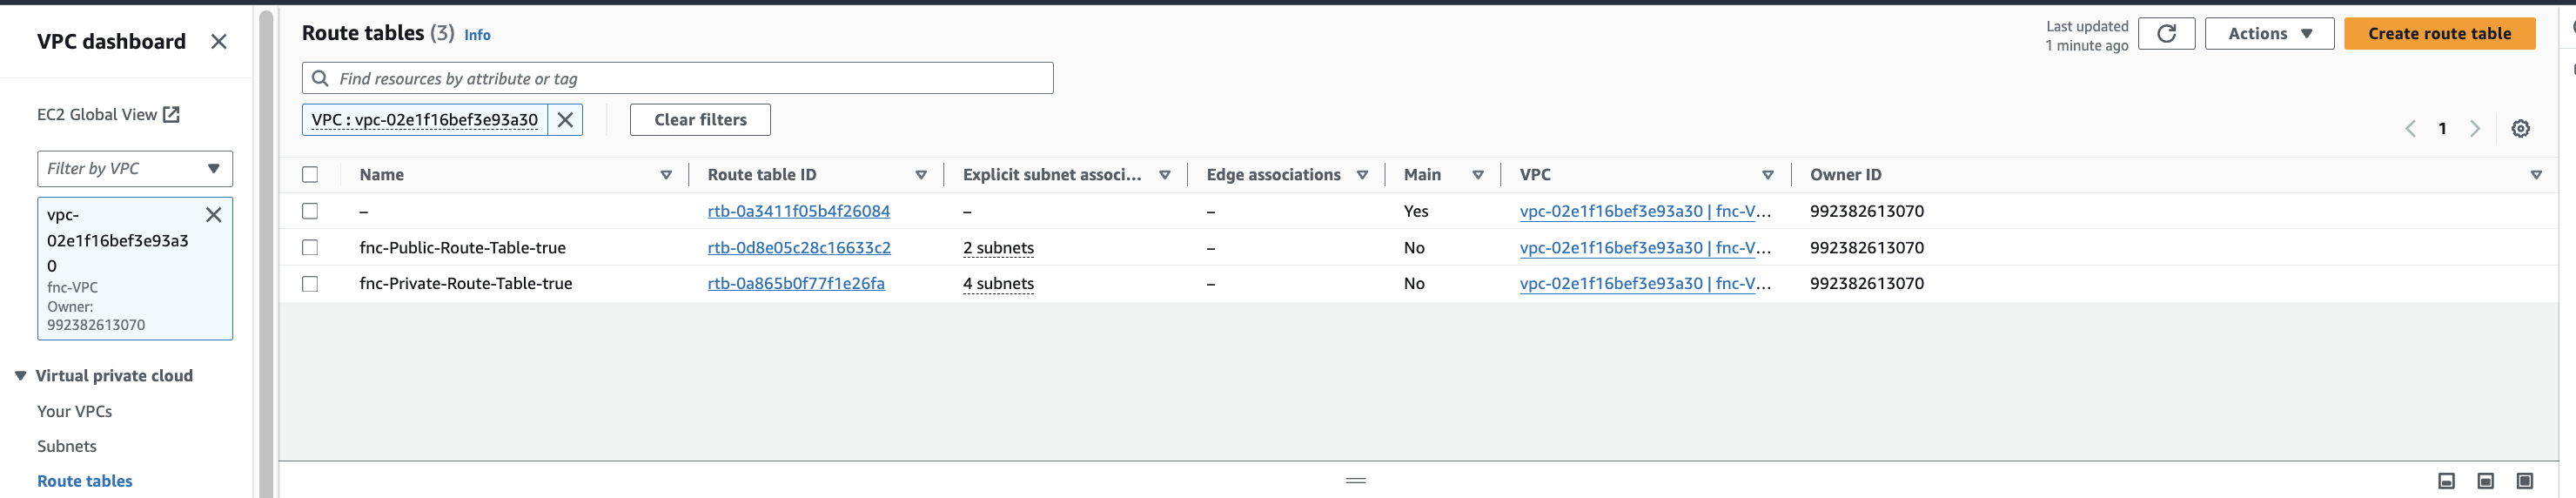 VPC dashboard
EC2 Global View
Filter by VPC
vpc-
02e1f16bef3e93a3
0
fnc-VPC
Owner:
992382613070
Virtual private cloud
Your VPCs
Subnets
Route tables
Route tables (3) Info
Last updated
1 minute ago
Actions
Create route table
Find resources by attribute or tag
VPC : vpc-02e1f16bef3e93a30
Clear filters
1
Name Route table ID Explicit subnet associ... Edge associations Main VPC Owner ID
– rtb-0a3411f05b4f26084 – – Yes vpc-02e1f16bef3e93a30 | fnc-V... 992382613070
fnc-Public-Route-Table-true rtb-0d8e05c28c16633c2 2 subnets – No vpc-02e1f16bef3e93a30 | fnc-V... 992382613070
fnc-Private-Route-Table-true rtb-0a865b0f77f1e26fa 4 subnets – No vpc-02e1f16bef3e93a30 | fnc-V... 992382613070